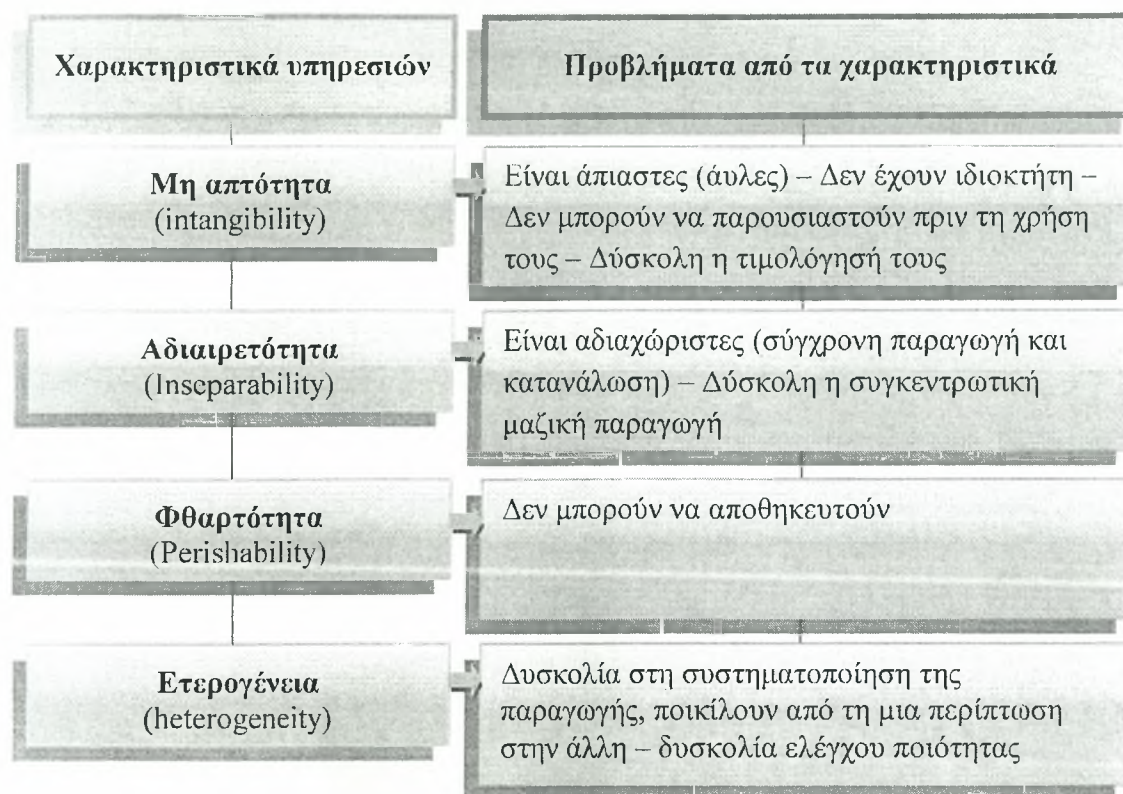 Χαρακτηριστικά υπηρεσιών
Προβλήματα από τα χαρακτηριστικά
Μη απτότητα
(intangibility)
Είναι άπιαστες (άυλες) – Δεν έχουν ιδιοκτήτη –
Δεν μπορούν να παρουσιαστούν πριν τη χρήση
τους – Δύσκολη η τιμολόγησή τους
Αδιαιρετότητα
(Inseparability)
Είναι αδιαχώριστες (σύγχρονη παραγωγή και
κατανάλωση) – Δύσκολη η συγκεντρωτική
μαζική παραγωγή
Φθαρτότητα
(Perishability)
Δεν μπορούν να αποθηκευτούν
Ετερογένεια
(heterogeneity)
Δυσκολία στη συστηματοποίηση της
παραγωγής, ποικίλουν από τη μια περίπτωση
στην άλλη – δυσκολία ελέγχου ποιότητας